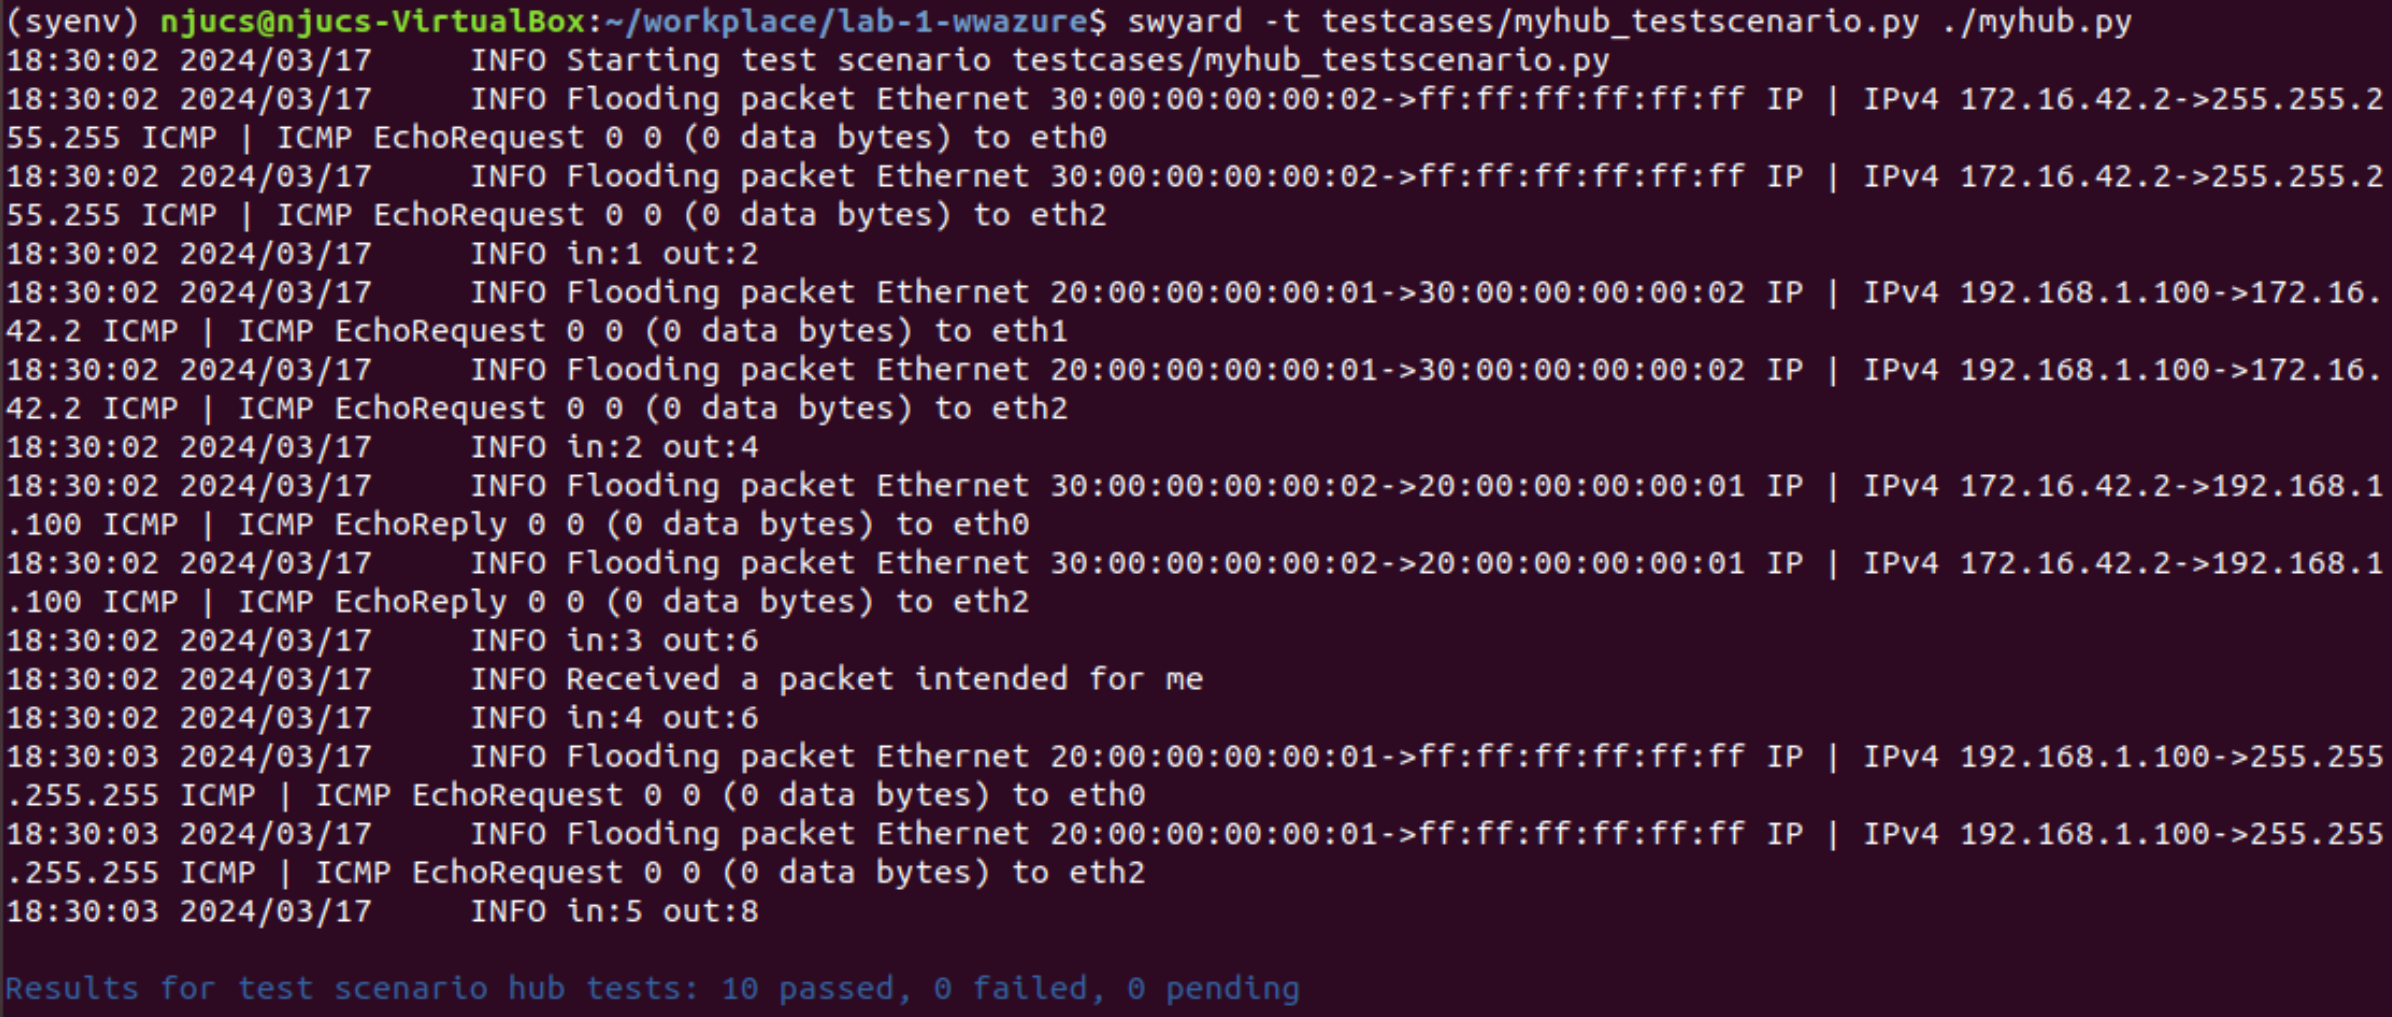 (syenv) njucs@njucs-VirtualBox:~/workplace/lab-1-wwazure$ swyard -t testcases/myhub_testscenario.py ./myhub.py
18:30:02 2024/03/17     INFO Starting test scenario testcases/myhub_testscenario.py
18:30:02 2024/03/17     INFO Flooding packet Ethernet 30:00:00:00:00:02->ff:ff:ff:ff:ff:ff IP | IPv4 172.16.42.2->255.255.2
55.255 ICMP | ICMP EchoRequest 0 0 (0 data bytes) to eth0
18:30:02 2024/03/17     INFO Flooding packet Ethernet 30:00:00:00:00:02->ff:ff:ff:ff:ff:ff IP | IPv4 172.16.42.2->255.255.2
55.255 ICMP | ICMP EchoRequest 0 0 (0 data bytes) to eth2
18:30:02 2024/03/17     INFO in:1 out:2
18:30:02 2024/03/17     INFO Flooding packet Ethernet 20:00:00:00:00:01->30:00:00:00:00:02 IP | IPv4 192.168.1.100->172.16.
42.2 ICMP | ICMP EchoRequest 0 0 (0 data bytes) to eth1
18:30:02 2024/03/17     INFO Flooding packet Ethernet 20:00:00:00:00:01->30:00:00:00:00:02 IP | IPv4 192.168.1.100->172.16.
42.2 ICMP | ICMP EchoRequest 0 0 (0 data bytes) to eth2
18:30:02 2024/03/17     INFO in:2 out:4
18:30:02 2024/03/17     INFO Flooding packet Ethernet 30:00:00:00:00:02->20:00:00:00:00:01 IP | IPv4 172.16.42.2->192.168.1
.100 ICMP | ICMP EchoReply 0 0 (0 data bytes) to eth0
18:30:02 2024/03/17     INFO Flooding packet Ethernet 30:00:00:00:00:02->20:00:00:00:00:01 IP | IPv4 172.16.42.2->192.168.1
.100 ICMP | ICMP EchoReply 0 0 (0 data bytes) to eth2
18:30:02 2024/03/17     INFO in:3 out:6
18:30:02 2024/03/17     INFO Received a packet intended for me
18:30:02 2024/03/17     INFO in:4 out:6
18:30:03 2024/03/17     INFO Flooding packet Ethernet 20:00:00:00:00:01->ff:ff:ff:ff:ff:ff IP | IPv4 192.168.1.100->255.255
.255.255 ICMP | ICMP EchoRequest 0 0 (0 data bytes) to eth0
18:30:03 2024/03/17     INFO Flooding packet Ethernet 20:00:00:00:00:01->ff:ff:ff:ff:ff:ff IP | IPv4 192.168.1.100->255.255
.255.255 ICMP | ICMP EchoRequest 0 0 (0 data bytes) to eth2
18:30:03 2024/03/17     INFO in:5 out:8
Results for test scenario hub tests: 10 passed, 0 failed, 0 pending